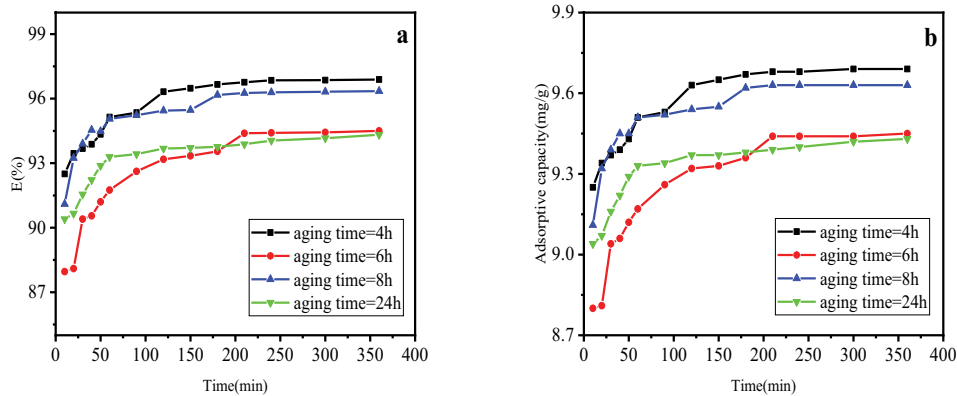 a
E(%)
99
96
93
90
87
aging time=4h
aging time=6h
aging time=8h
aging time=24h
0 50 100 150 200 250 300 350 400
Time(min)
b
Adsorptive capacity(mg/g)
9.9
9.6
9.3
9.0
8.7
aging time=4h
aging time=6h
aging time=8h
aging time=24h
0 50 100 150 200 250 300 350 400
Time(min)